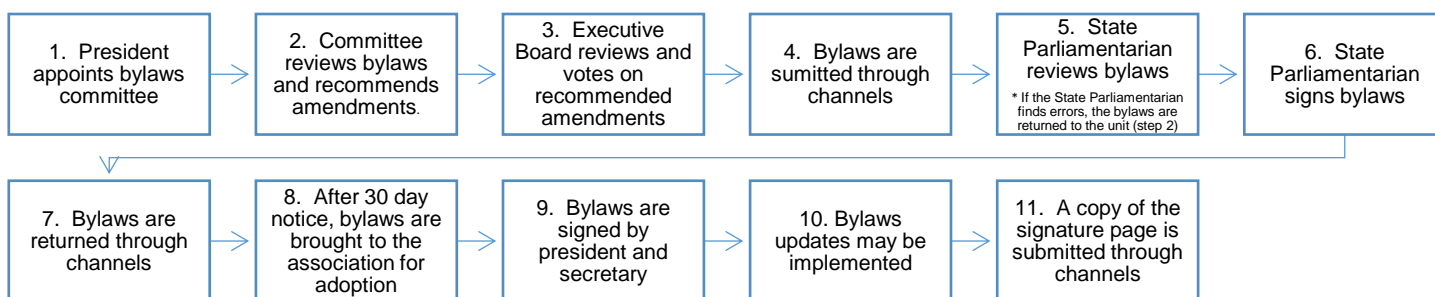 1. President
appoints bylaws
committee
2. Committee
reviews bylaws
and recommends
amendments.
3. Executive
Board reviews and
votes on
recommended
amendments
4. Bylaws are
sumitted through
channels
5. State
Parliamentarian
reviews bylaws
* If the State Parliamentarian
finds errors, the bylaws are
returned to the unit (step 2)
6. State
Parliamentarian
signs bylaws
7. Bylaws are
returned through
channels
8. After 30 day
notice, bylaws are
brought to the
association for
adoption
9. Bylaws are
signed by
president and
secretary
10. Bylaws
updates may be
implemented
11. A copy of the
signature page is
submitted through
channels